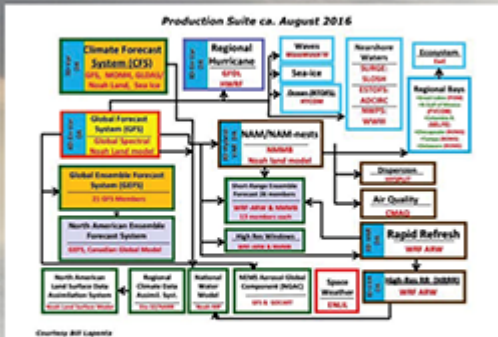 Production Suite ca. August 2016
Climate Forecast
System (CFS)
GFS, MOM4, GLDAS/
Noah Land, Sea Ice
Regional
Hurricane
GFDL
HWRF
Waves
Sea-ice
Ocean (RTOFS)
HYCOM
Nearshore
Waters
SURGE:
SLOSH
ESTOFS:
ADCIRC
NWPS:
WWIII
Ecosystem
EwE
Regional Bays
Global Forecast
System (GFS)
Global Spectral
Noah Land model
NAM/NAM-nests
NMMB
Noah land model
Global Ensemble
Forecast System (GEFS)
21 GFS Members
North American Ensemble
Forecast System
GEFS, Canadian Global Model
Short-Range Ensemble
Forecast 26 members
WRF-ARW & NMMB
13 members each
High Res Windows
WRF-ARW & NMMB
Dispersion
HYSPLIT
Air Quality
CMAQ
Rapid Refresh
WRF ARW
High-Res RR (HRRR)
WRF ARW
North American
Land Surface Data
Assimilation System
Noah Land Surface Model
Regional
Climate Data
Assimil. Syst.
National
Water
Model
Noah MP
NEMS Aerosol Global
Component (NGAC)
GFS & GOCART
Space
Weather
ENLIL
Courtesy Bill Lapenta